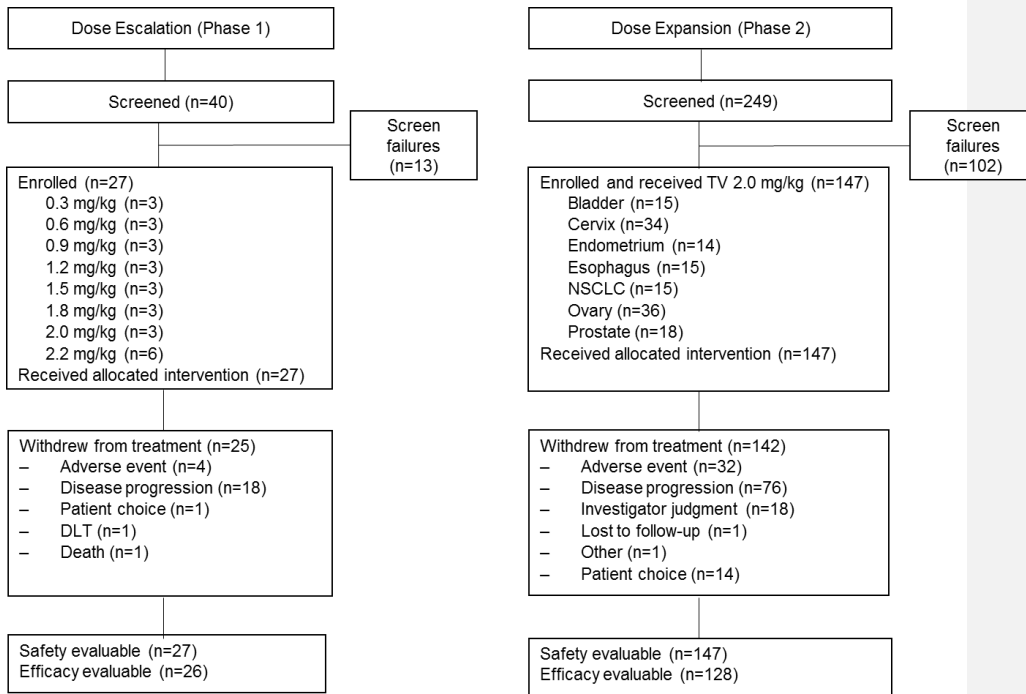 Dose Escalation (Phase 1)
Screened (n=40)
Screen
failures
(n=13)
Enrolled (n=27)
0.3 mg/kg (n=3)
0.6 mg/kg (n=3)
0.9 mg/kg (n=3)
1.2 mg/kg (n=3)
1.5 mg/kg (n=3)
1.8 mg/kg (n=3)
2.0 mg/kg (n=3)
2.2 mg/kg (n=6)
Received allocated intervention (n=27)
Withdrew from treatment (n=25)
– Adverse event (n=4)
– Disease progression (n=18)
– Patient choice (n=1)
– DLT (n=1)
– Death (n=1)
Safety evaluable (n=27)
Efficacy evaluable (n=26)
Dose Expansion (Phase 2)
Screened (n=249)
Screen
failures
(n=102)
Enrolled and received TV 2.0 mg/kg (n=147)
Bladder (n=15)
Cervix (n=34)
Endometrium (n=14)
Esophagus (n=15)
NSCLC (n=15)
Ovary (n=36)
Prostate (n=18)
Received allocated intervention (n=147)
Withdrew from treatment (n=142)
– Adverse event (n=32)
– Disease progression (n=76)
– Investigator judgment (n=18)
– Lost to follow-up (n=1)
– Other (n=1)
– Patient choice (n=14)
Safety evaluable (n=147)
Efficacy evaluable (n=128)